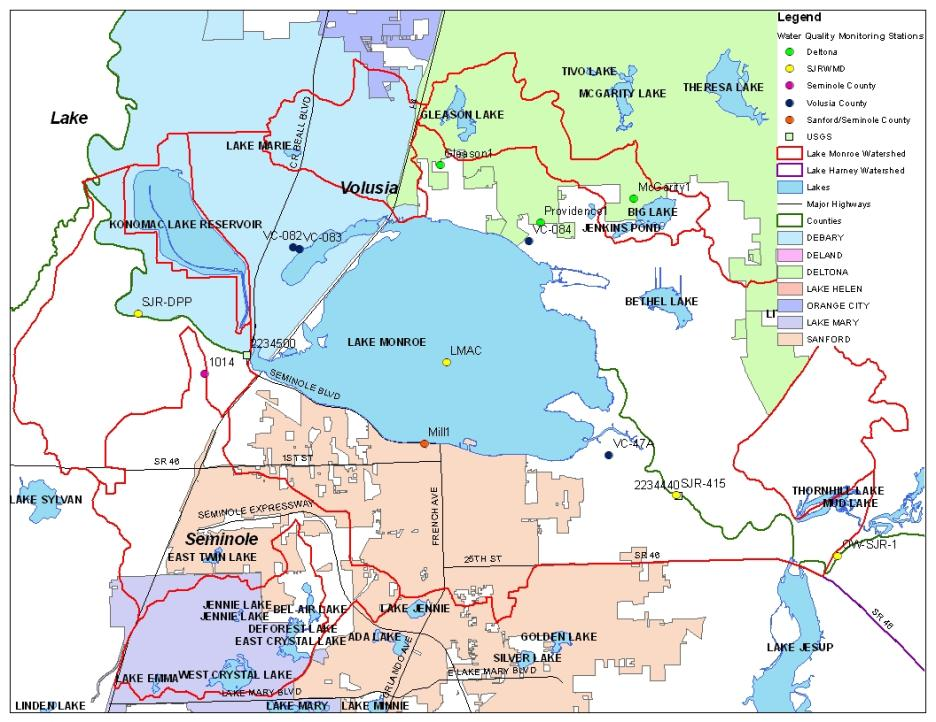 Legend
Water Quality Monitoring Stations
Deltona
SJRWMD
Seminole County
Volusia County
Sanford/Seminole County
USGS
Lake Monroe Watershed
Lake Harney Watershed
Lakes
Major Highways
Counties
DEBARY
DELAND
DELTONA
LAKE HELEN
ORANGE CITY
LAKE MARY
SANFORD
Lake
TIVO LAKE
MCGARITY LAKE
THERESA LAKE
GLEASON LAKE
C R BEALL BLVD
LAKE MARIE
Gleason1
Volusia
McGarity1
Providence1
BIG LAKE
KONOMAC LAKE RESERVOIR
JENKINS POND
VC-082
VC-083
VC-084
SJR-DPP
BETHEL LAKE
2234500
LAKE MONROE
LMAC
1014
SEMINOLE BLVD
Mill1
VC-47A
SR 46
1ST ST
2234440
SJR-415
LAKE SYLVAN
THORNHILL LAKE
MUD LAKE
SEMINOLE EXPRESSWAY
FRENCH AVE
Seminole
EAST TWIN LAKE
25TH ST
SR 46
OW-SJR-1
JENNIE LAKE
JENNIE LAKE
BEL AIR LAKE
LAKE JENNIE
SR 46
DEFOREST LAKE
EAST CRYSTAL LAKE
ADA LAKE
GOLDEN LAKE
LAKE JESUP
SILVER LAKE
LAKE EMMA
WEST CRYSTAL LAKE
E LAKE MARY BLVD
ORLANDO AVE
LAKE MARY BLVD
LINDEN LAKE
LAKE MARY
LAKE MINNIE